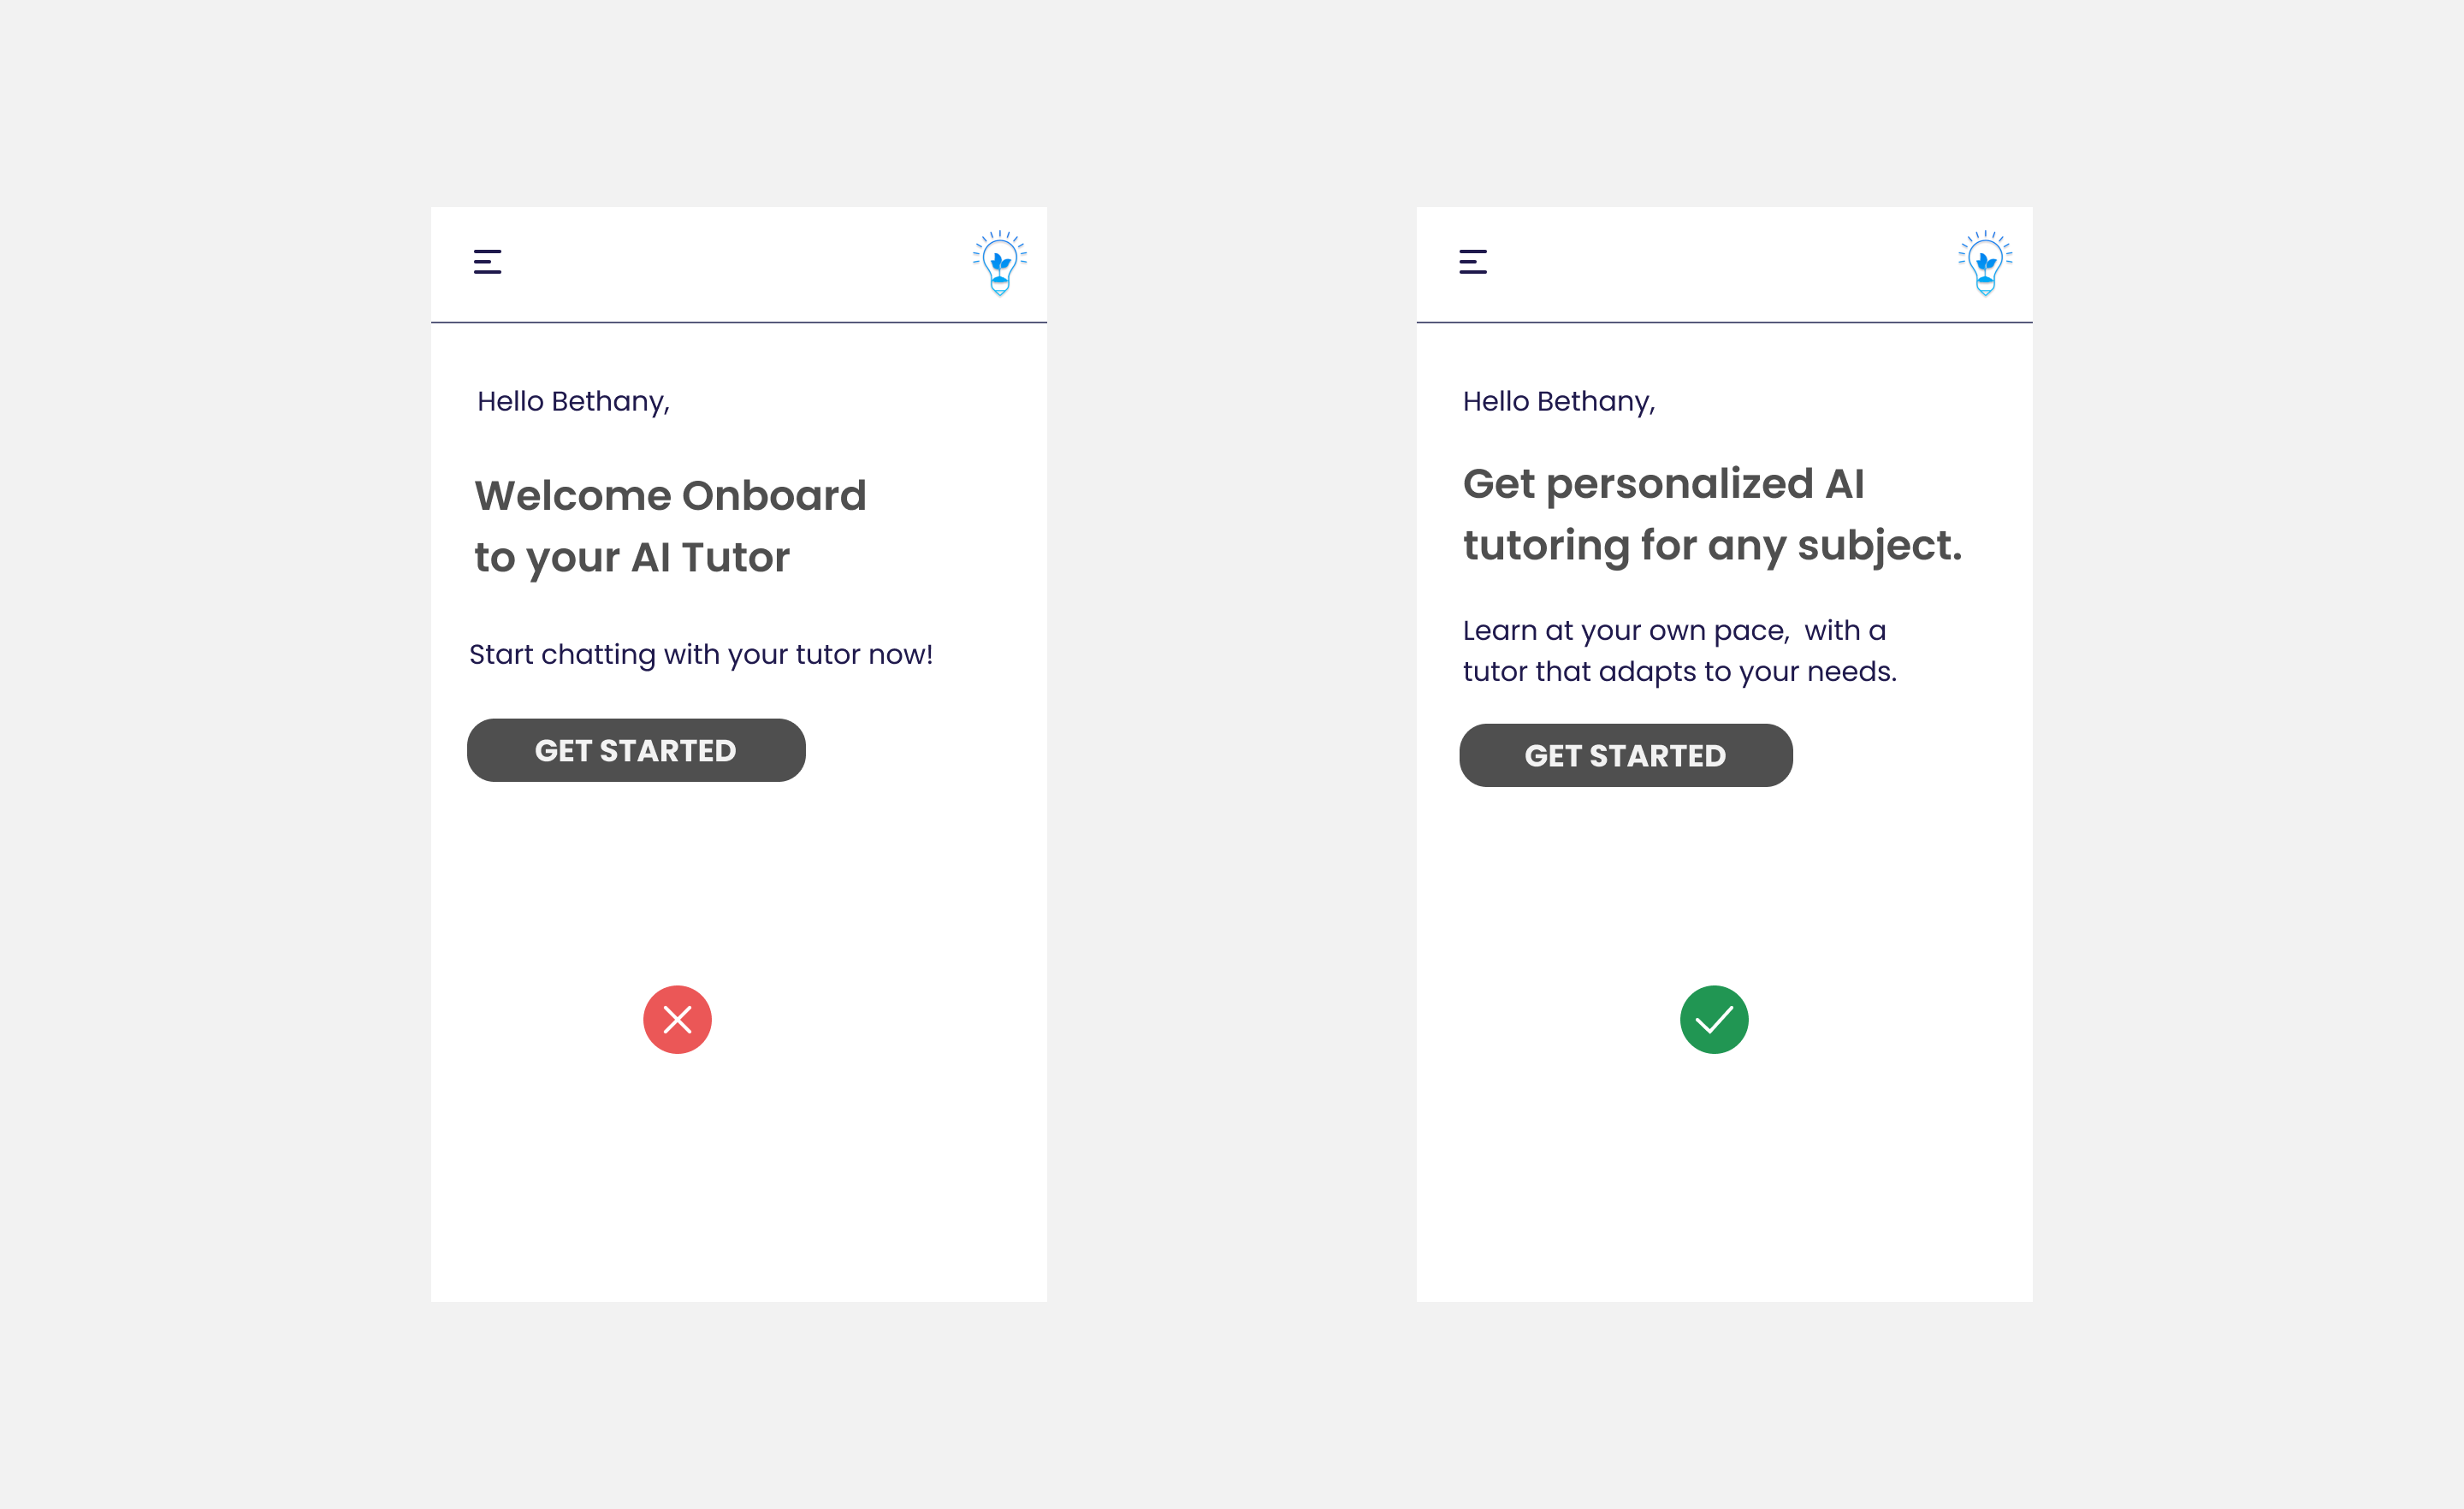 Hello Bethany,
Welcome Onboard
to your AI Tutor
Start chatting with your tutor now!
GET STARTED
Hello Bethany,
Get personalized AI
tutoring for any subject.
Learn at your own pace,  with a
tutor that adapts to your needs.
GET STARTED